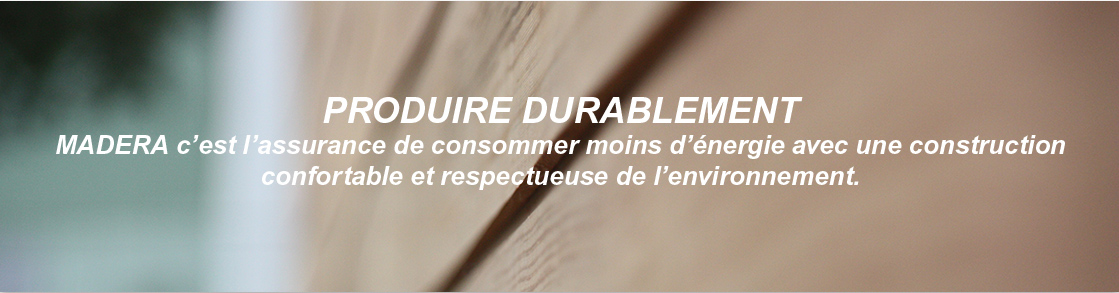 PRODUIRE DURABLEMENT
MADERA c’est l’assurance de consommer moins d’énergie avec une construction
confortable et respectueuse de l’environnement.